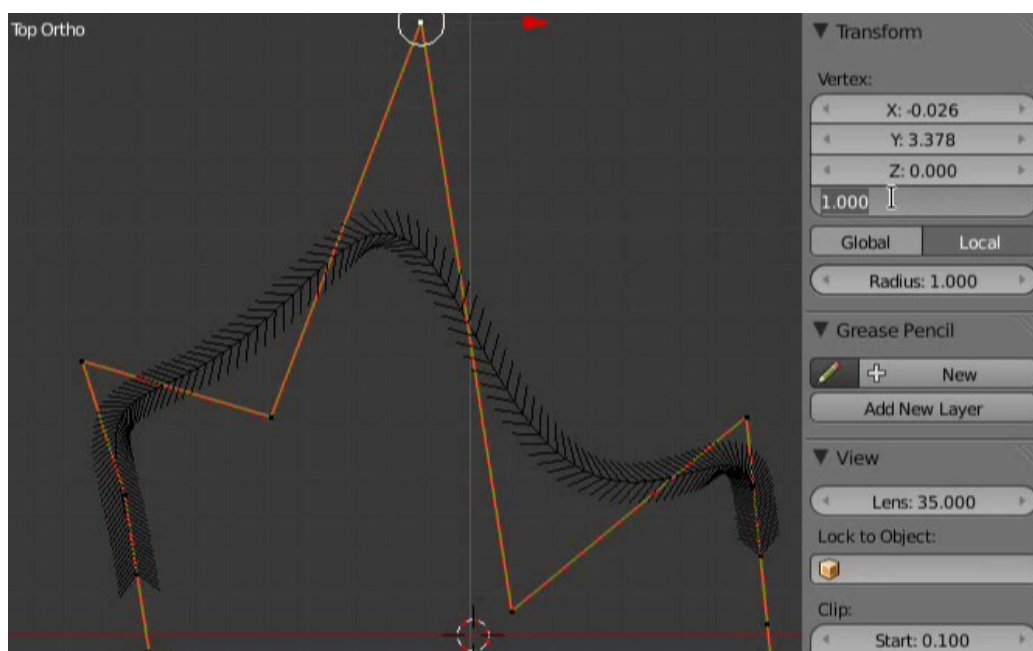 Top Ortho
Transform
Vertex:
X: -0.026
Y: 3.378
Z: 0.000
1.000
Global Local
Radius: 1.000
Grease Pencil
New
Add New Layer
View
Lens: 35.000
Lock to Object:
Clip:
Start: 0.100